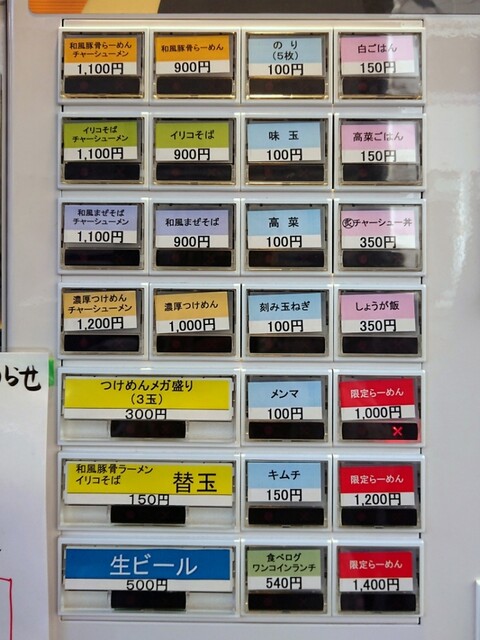 和風豚骨らーめん
チャーシューメン
1,100円
和風豚骨らーめん
900円
のり
(5枚)
100円
白ごはん
150円
イリコそば
チャーシューメン
1,100円
イリコそば
900円
味玉
100円
高菜ごはん
150円
和風まぜそば
チャーシューメン
1,100円
和風まぜそば
900円
高菜
100円
チャーシュー丼
350円
濃厚つけめん
チャーシューメン
1,200円
濃厚つけめん
1,000円
刻み玉ねぎ
100円
しょうが飯
350円
つけめんメガ盛り
(3玉)
300円
メンマ
100円
限定らーめん
1,000円
×
和風豚骨ラーメン
イリコそば
替玉
150円
キムチ
150円
限定らーめん
1,200円
生ビール
500円
食べログ
ワンコインランチ
540円
限定らーめん
1,400円
らせ